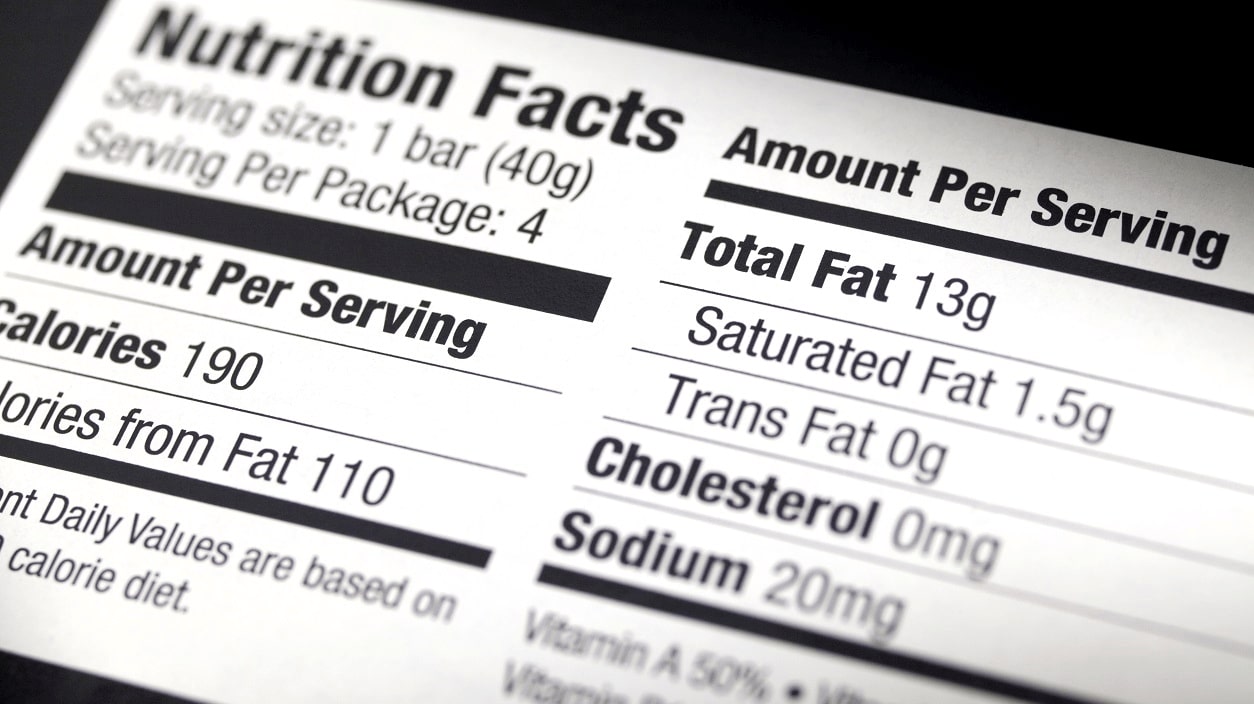 Nutrition Facts
Serving size: 1 bar (40g)
Serving Per Package: 4
Amount Per Serving
Calories 190
lories from Fat 110
nt Daily Values are based on
calorie diet.
Amount Per Serving
Total Fat 13g
Saturated Fat 1.5g
Trans Fat 0g
Cholesterol 0mg
Sodium 20mg
Vitamin A 50% •
Vitamin